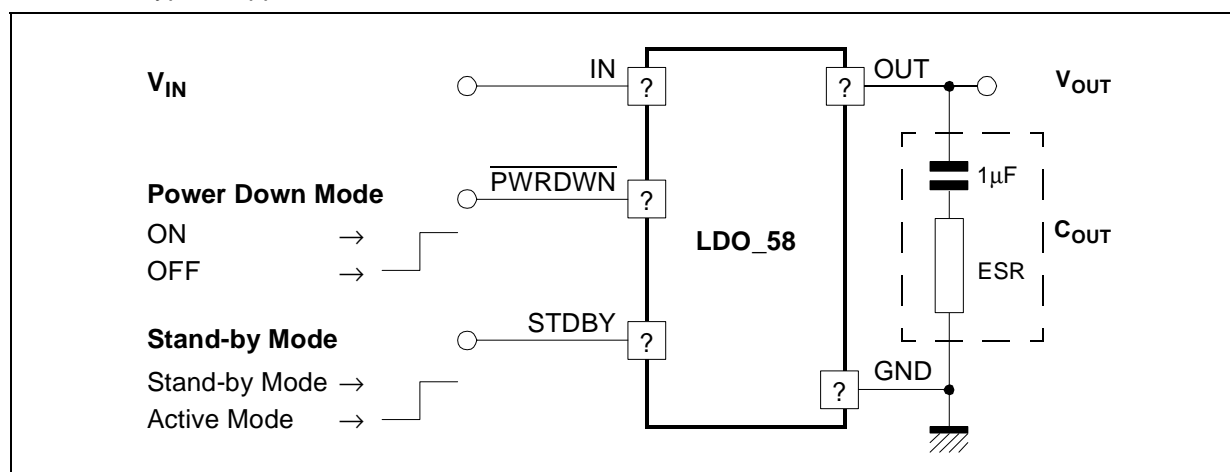 V_IN
IN
?
OUT
?
V_OUT
PWRDWN
?
Power Down Mode
ON →
OFF →
LDO_58
1µF
C_OUT
ESR
STDBY
?
Stand-by Mode
Stand-by Mode →
Active Mode →
GND
?